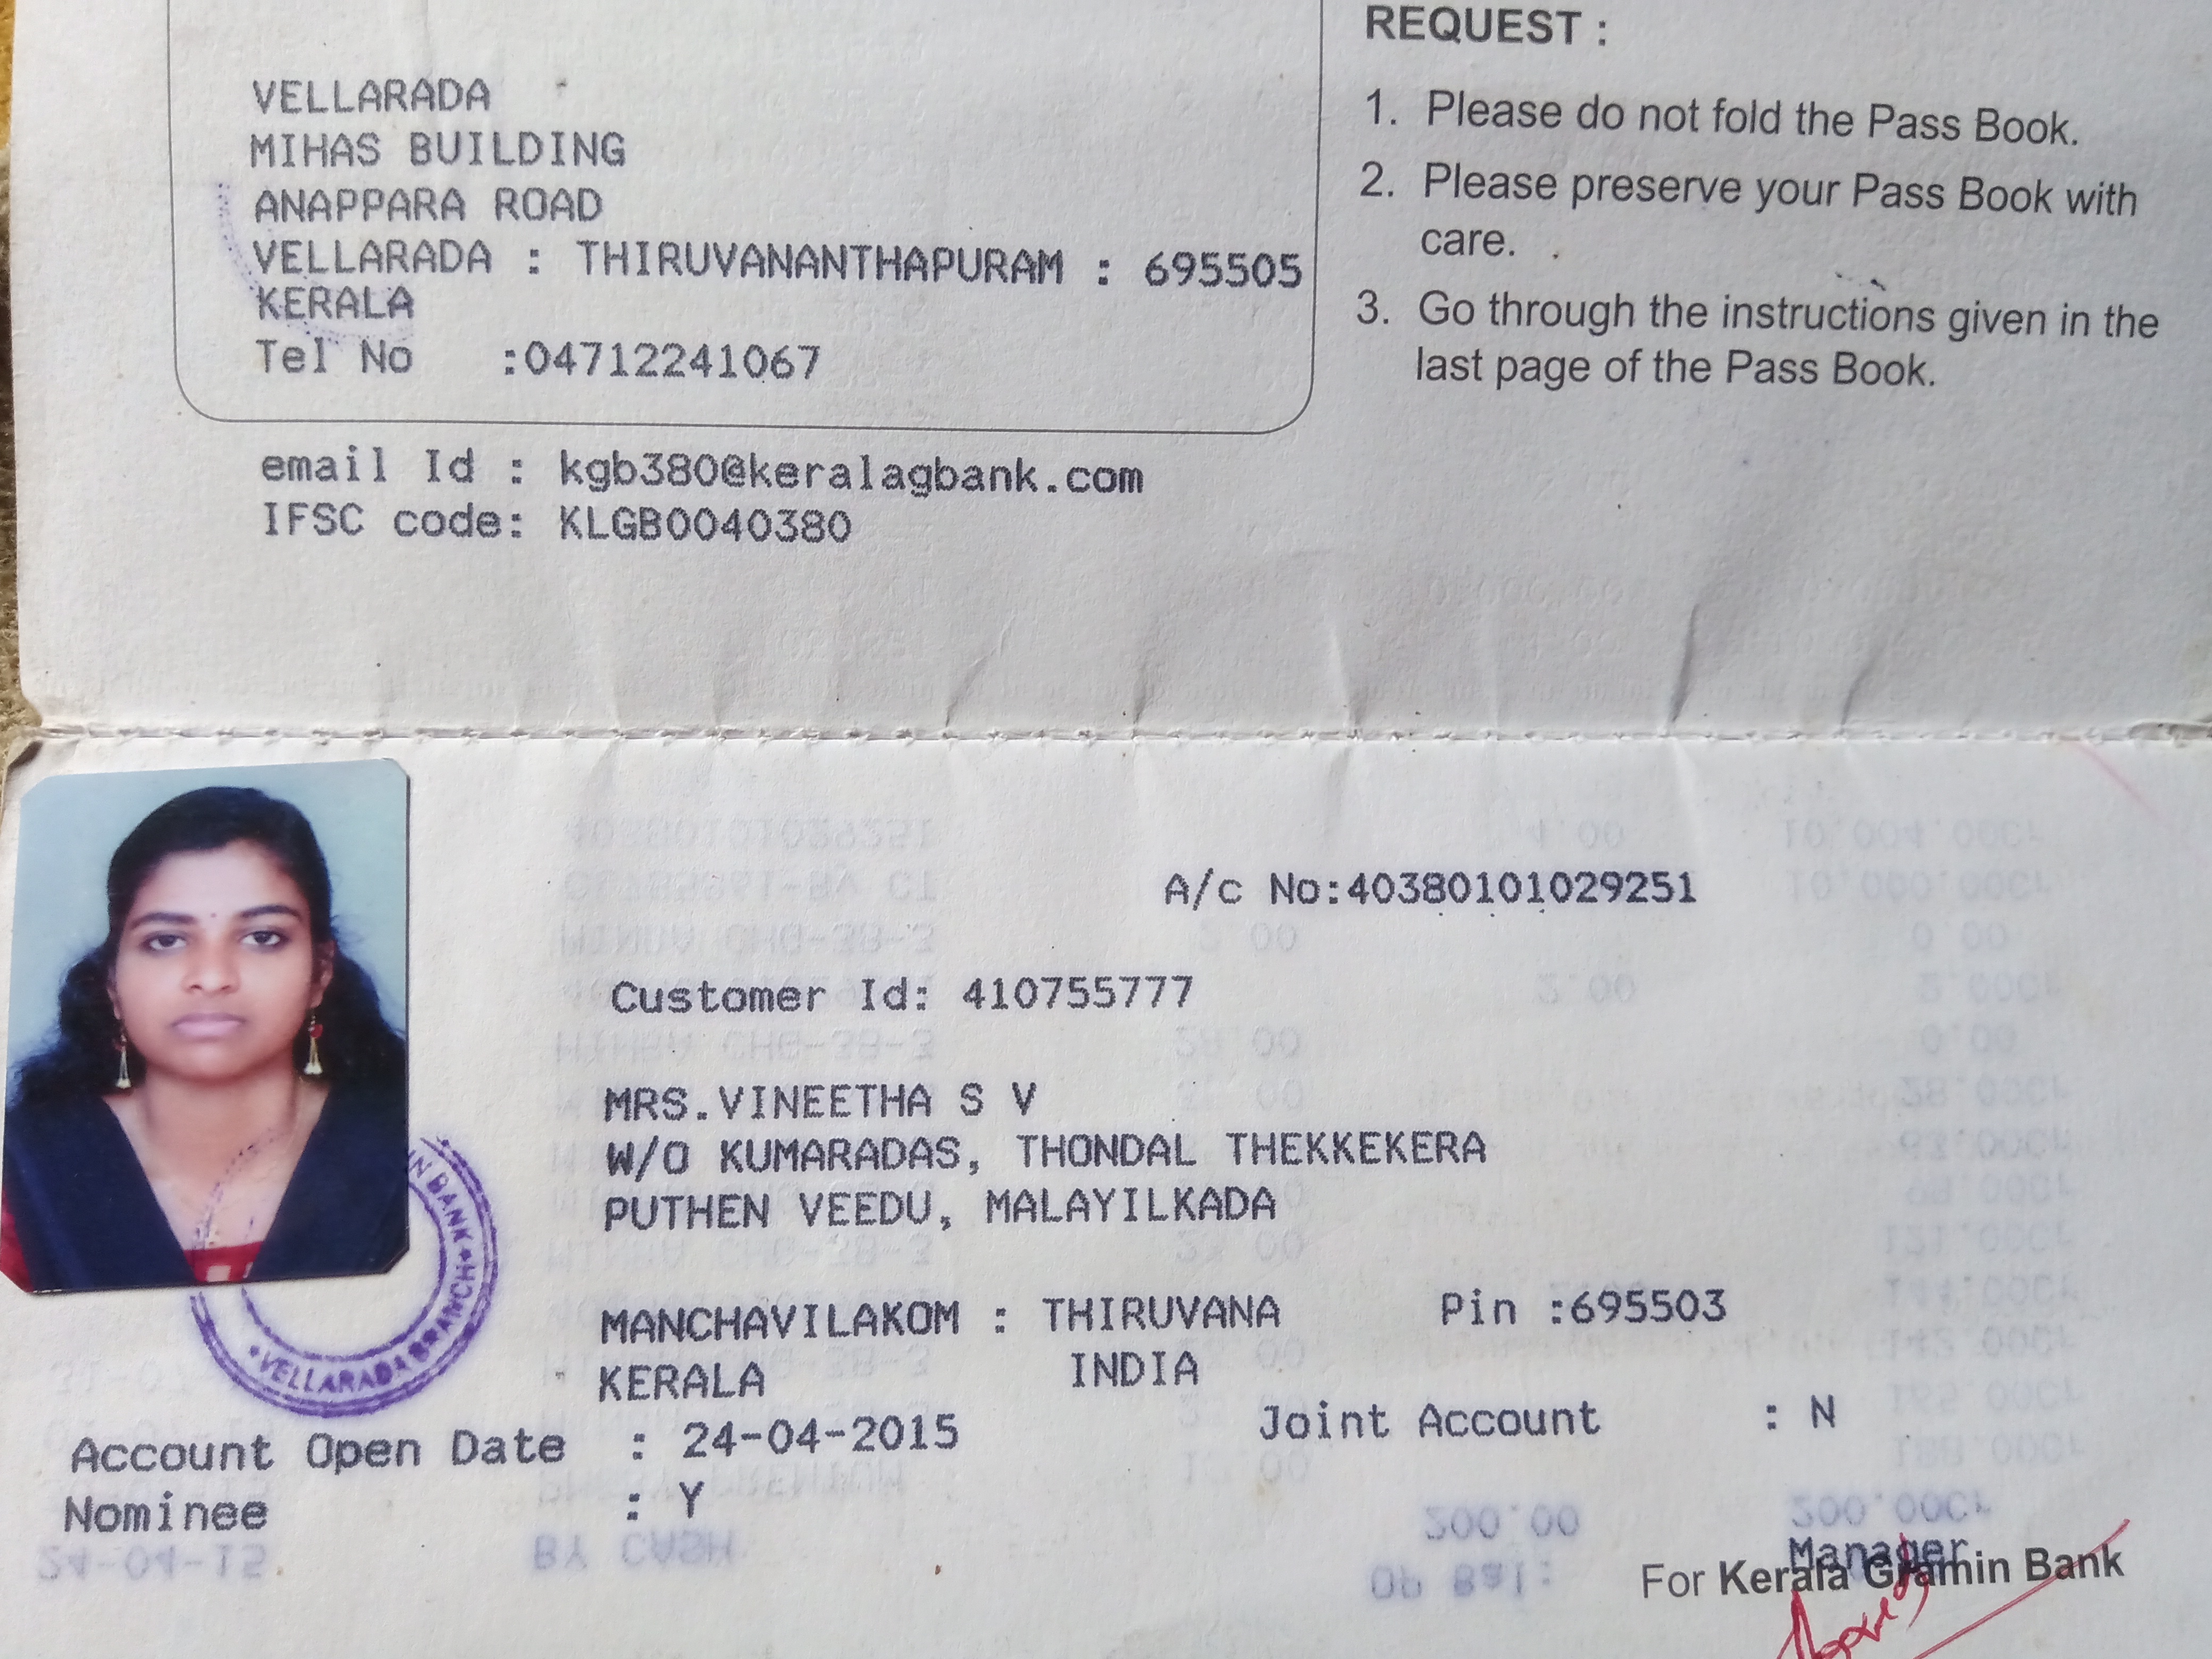 VELLARADA
MIHAS BUILDING
ANAPPARA ROAD
VELLARADA : THIRUVANANTHAPURAM : 695505
KERALA
Tel No :04712241067
email Id : kgb380@keralagbank.com
IFSC code: KLGB0040380
REQUEST :
1. Please do not fold the Pass Book.
2. Please preserve your Pass Book with
care.
3. Go through the instructions given in the
last page of the Pass Book.
A/c No:40380101029251
Customer Id: 410755777
MRS.VINEETHA S V
W/O KUMARADAS, THONDAL THEKKEKERA
PUTHEN VEEDU, MALAYILKADA
MANCHAVILAKOM : THIRUVANA Pin :695503
KERALA INDIA
Account Open Date : 24-04-2015 Joint Account : N
Nominee : Y
Manager
For Kerala Gramin Bank
IN BANK
VELLARADA BRANCH